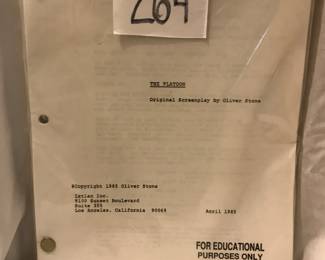 264
THE PLATOON
Original Screenplay by Oliver Stone
©Copyright 1985 Oliver Stone
Ixtlan Inc.
9100 Sunset Boulevard
Suite 355
Los Angeles, California 90069 April 1985
FOR EDUCATIONAL
PURPOSES ONLY